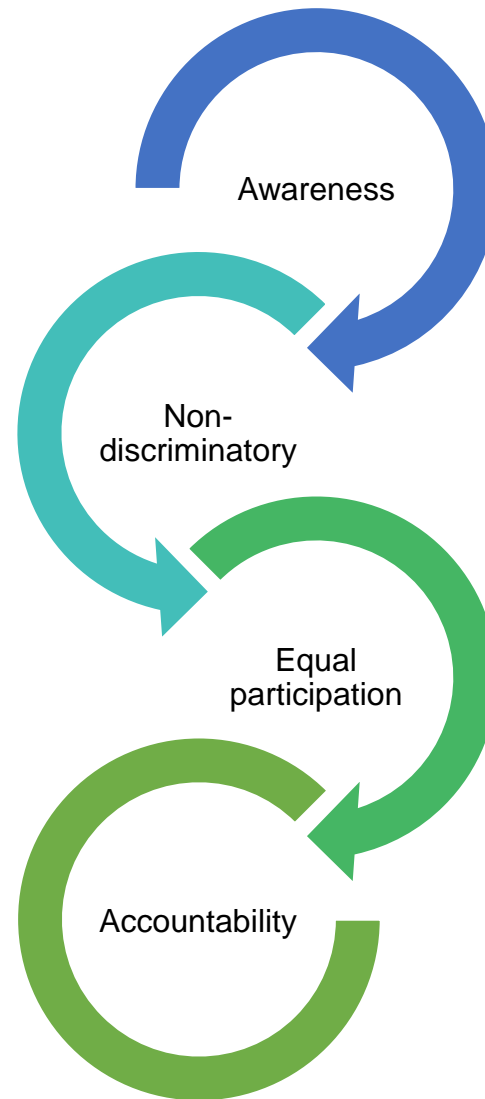 Awareness
Non-
discriminatory
Equal
participation
Accountability